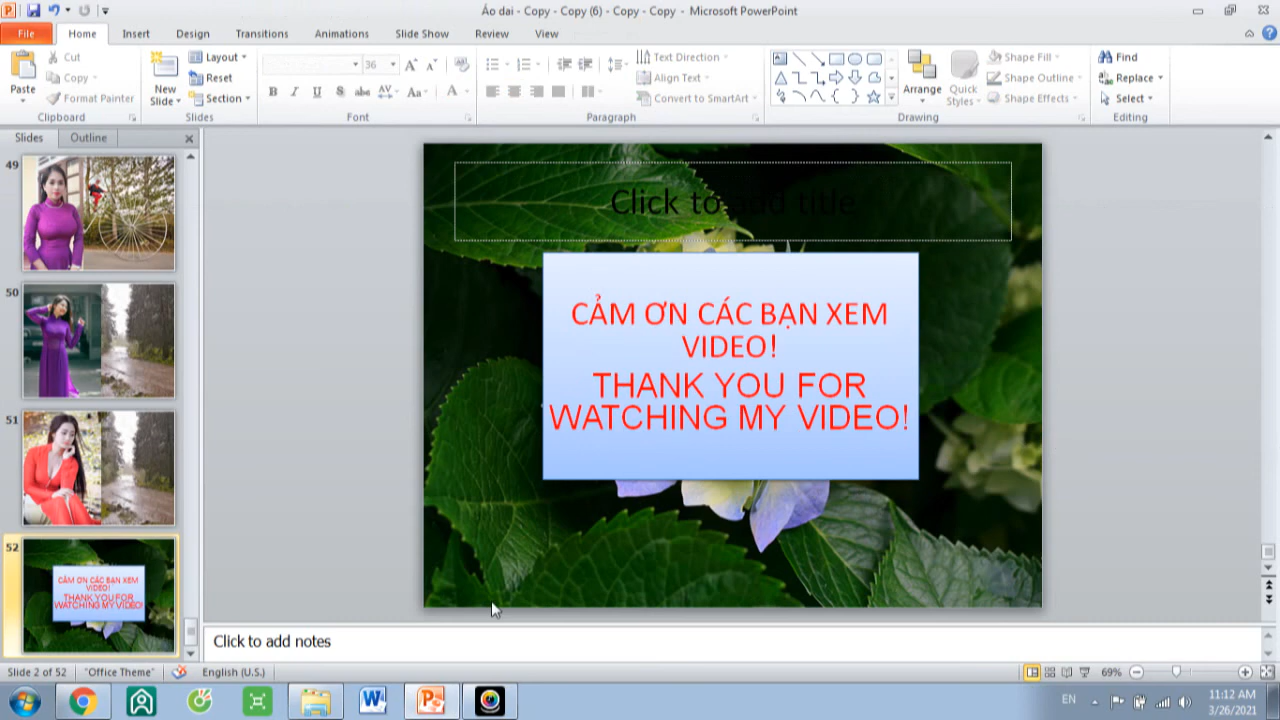 Áo dai - Copy - Copy (6) - Copy - Copy - Microsoft PowerPoint
File Home Insert Design Transitions Animations Slide Show Review View
Paste
Cut
Copy
Format Painter
Clipboard
New Slide
Layout
Reset
Section
Slides
36
B I U S abc AV Aa A
Font
Text Direction
Align Text
Convert to SmartArt
Paragraph
Arrange
Quick Styles
Shape Fill
Shape Outline
Shape Effects
Drawing
Find
Replace
Select
Editing
Slides Outline
49
50
51
52
CẢM ƠN CÁC BẠN XEM
VIDEO!
THANK YOU FOR
WATCHING MY VIDEO!
Click to add title
CẢM ƠN CÁC BẠN XEM
VIDEO!
THANK YOU FOR
WATCHING MY VIDEO!
Click to add notes
Slide 2 of 52 "Office Theme" English (U.S.) 69%
EN 11:12 AM
3/26/2021